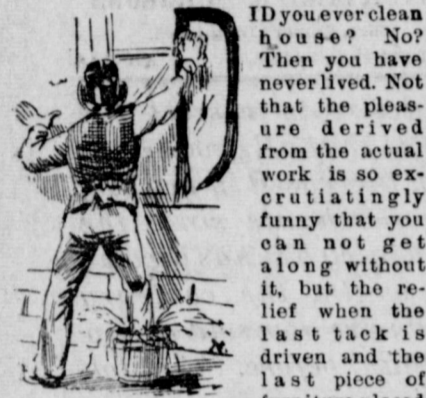 DID you ever clean
house? No?
Then you have
never lived. Not
that the pleas-
ure derived
from the actual
work is so ex-
crutiatingly
funny that you
can not get
along without
it, but the re-
lief when the
last tack is
driven and the
last piece of